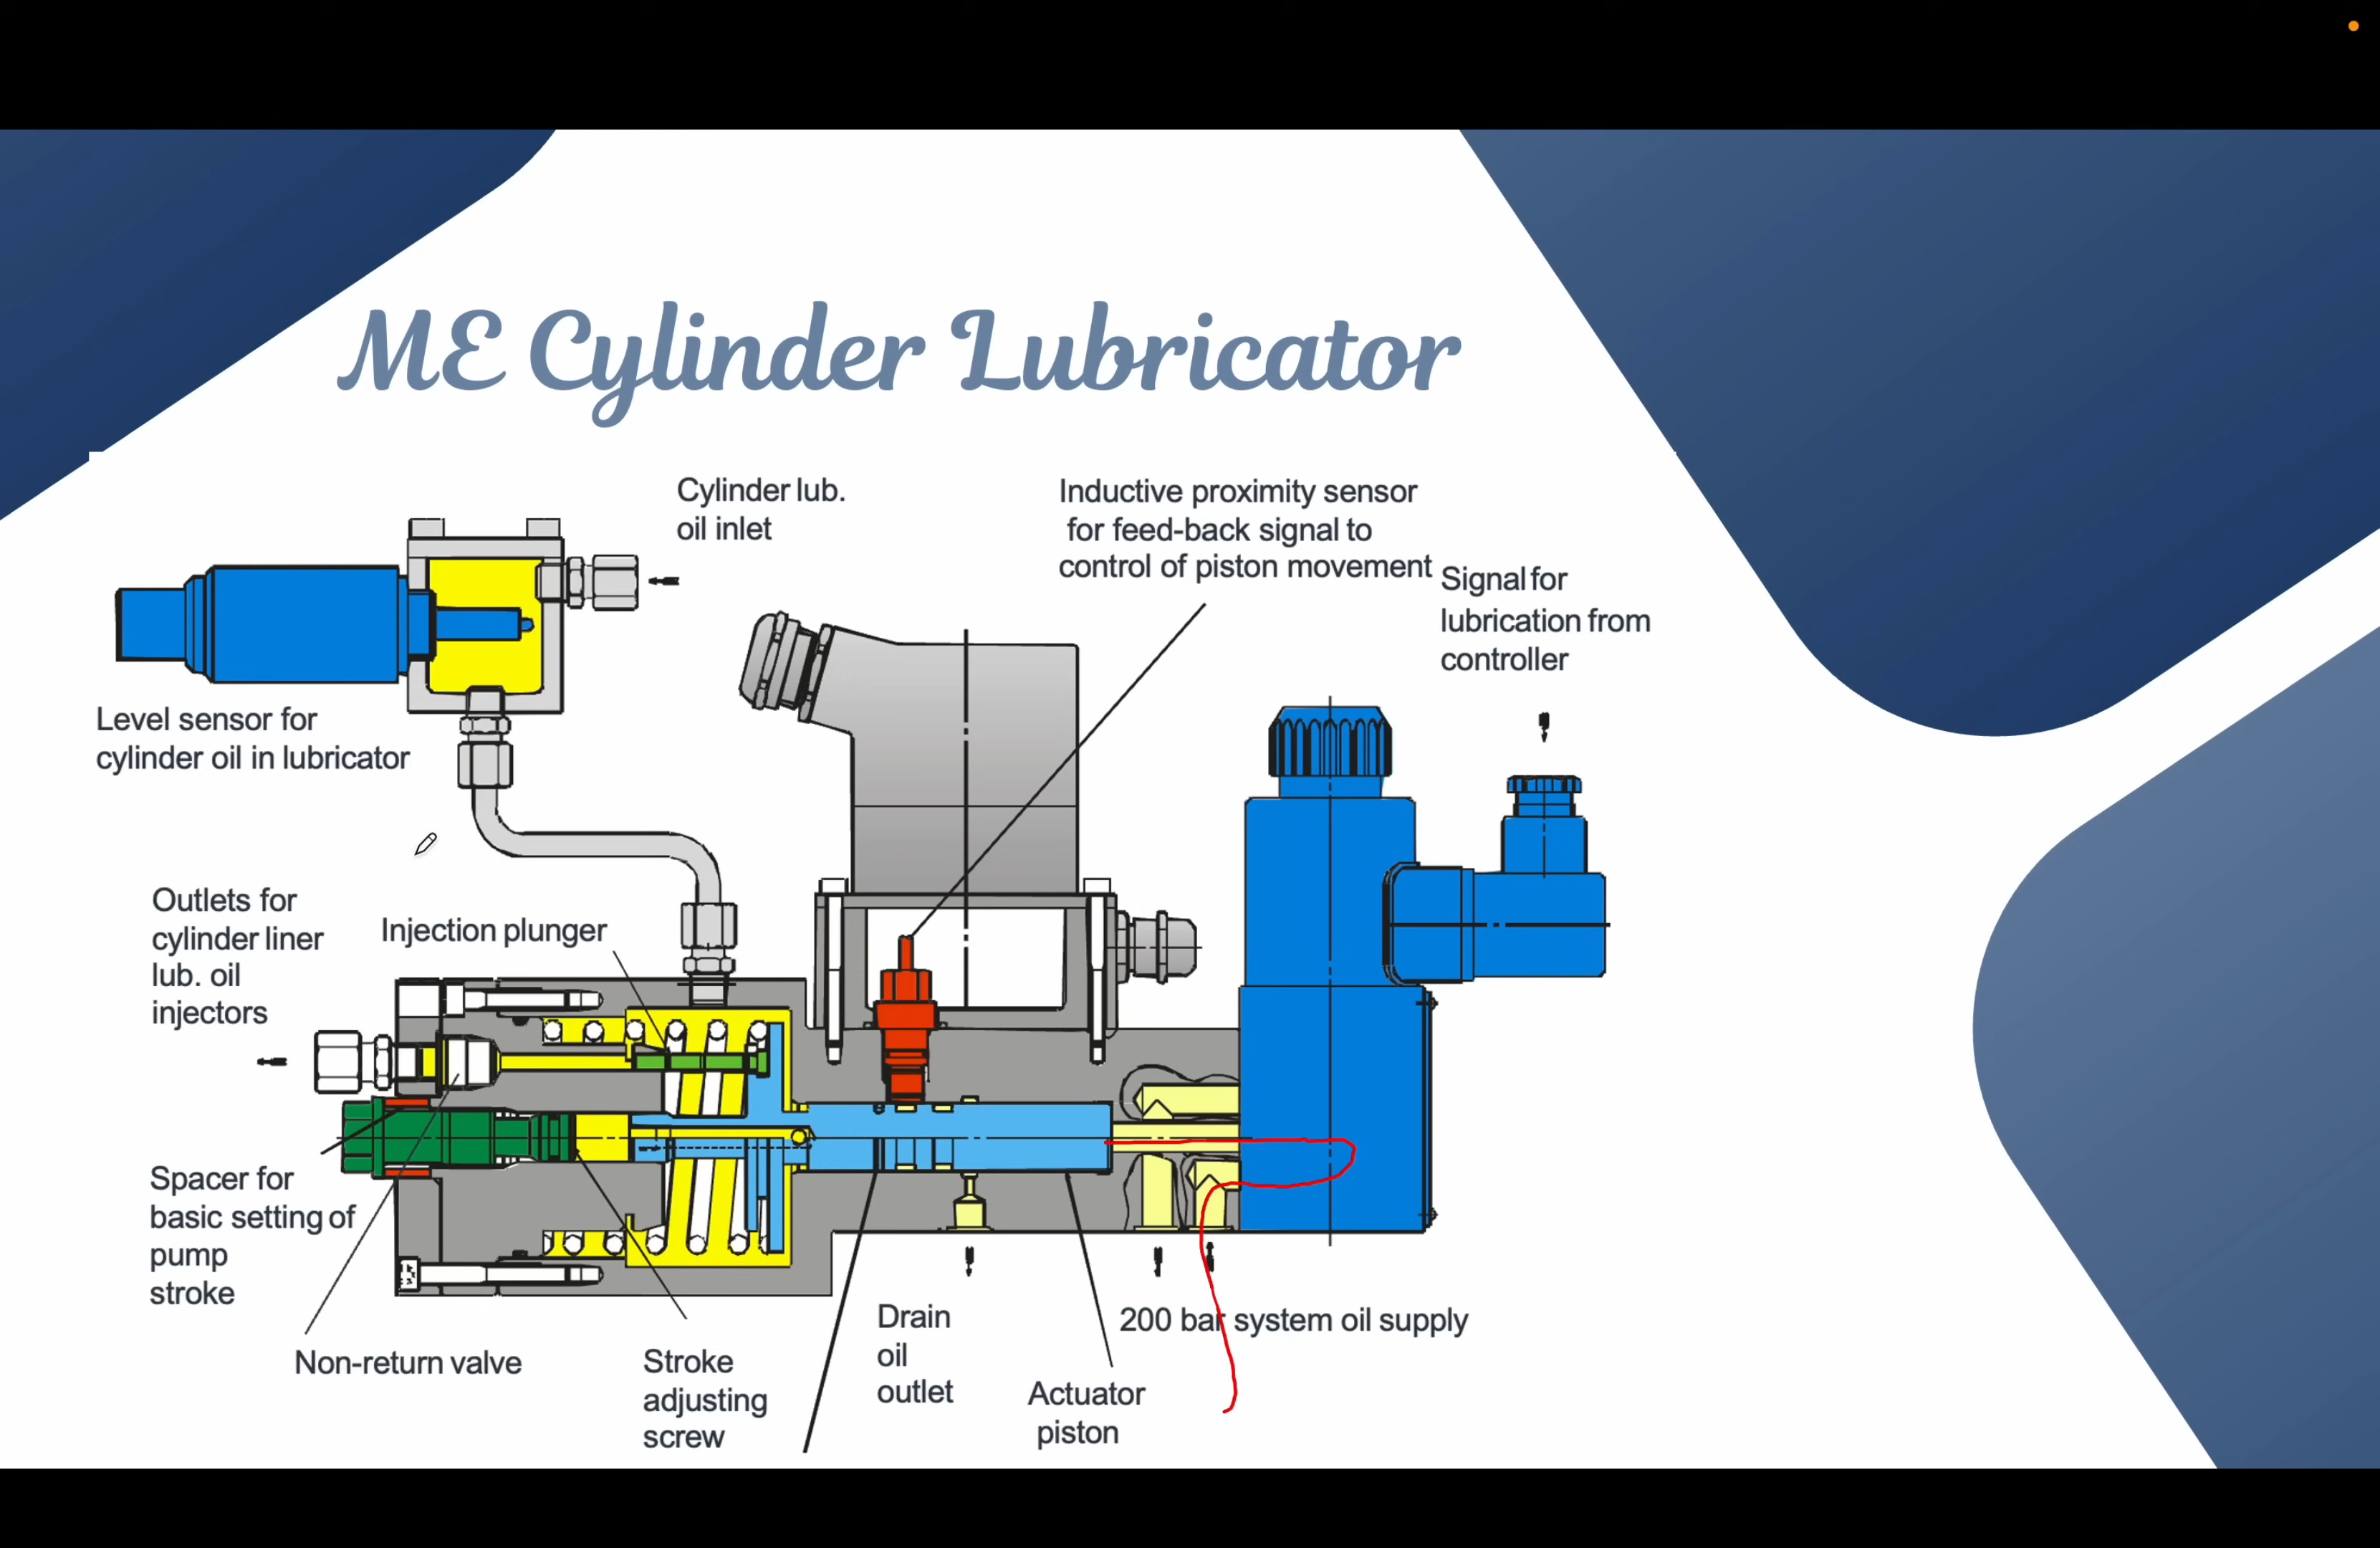 ME Cylinder Lubricator
Cylinder lub.
oil inlet
Inductive proximity sensor
for feed-back signal to
control of piston movement
Signal for
lubrication from
controller
Level sensor for
cylinder oil in lubricator
Outlets for
cylinder liner
lub. oil
injectors
Injection plunger
Spacer for
basic setting of
pump
stroke
Non-return valve
Stroke
adjusting
screw
Drain
oil
outlet
Actuator
piston
200 bar system oil supply